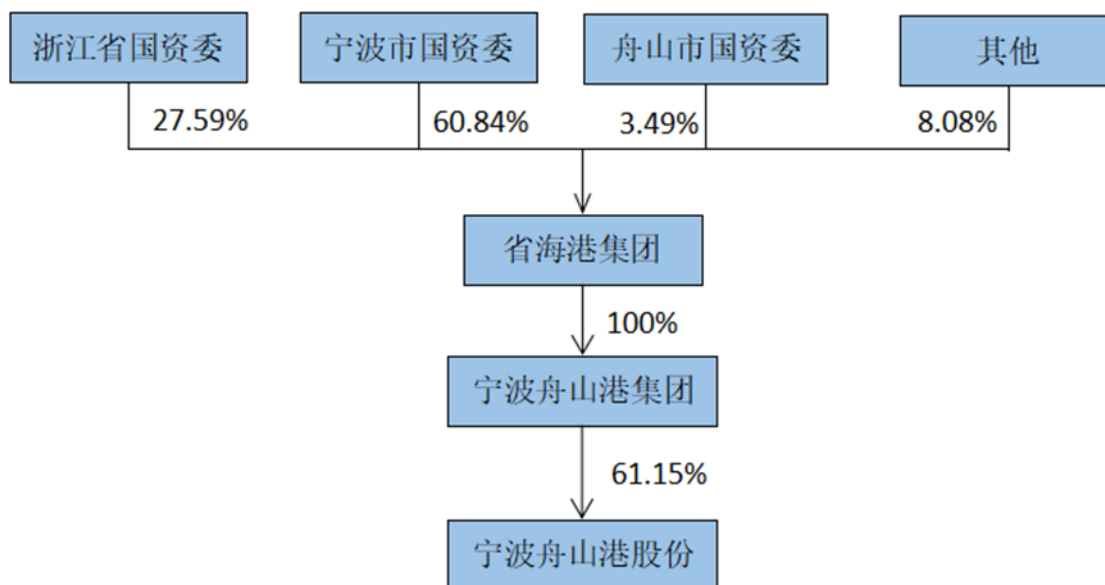 浙江省国资委
宁波市国资委
舟山市国资委
其他
27.59%
60.84%
3.49%
8.08%
省海港集团
100%
宁波舟山港集团
61.15%
宁波舟山港股份